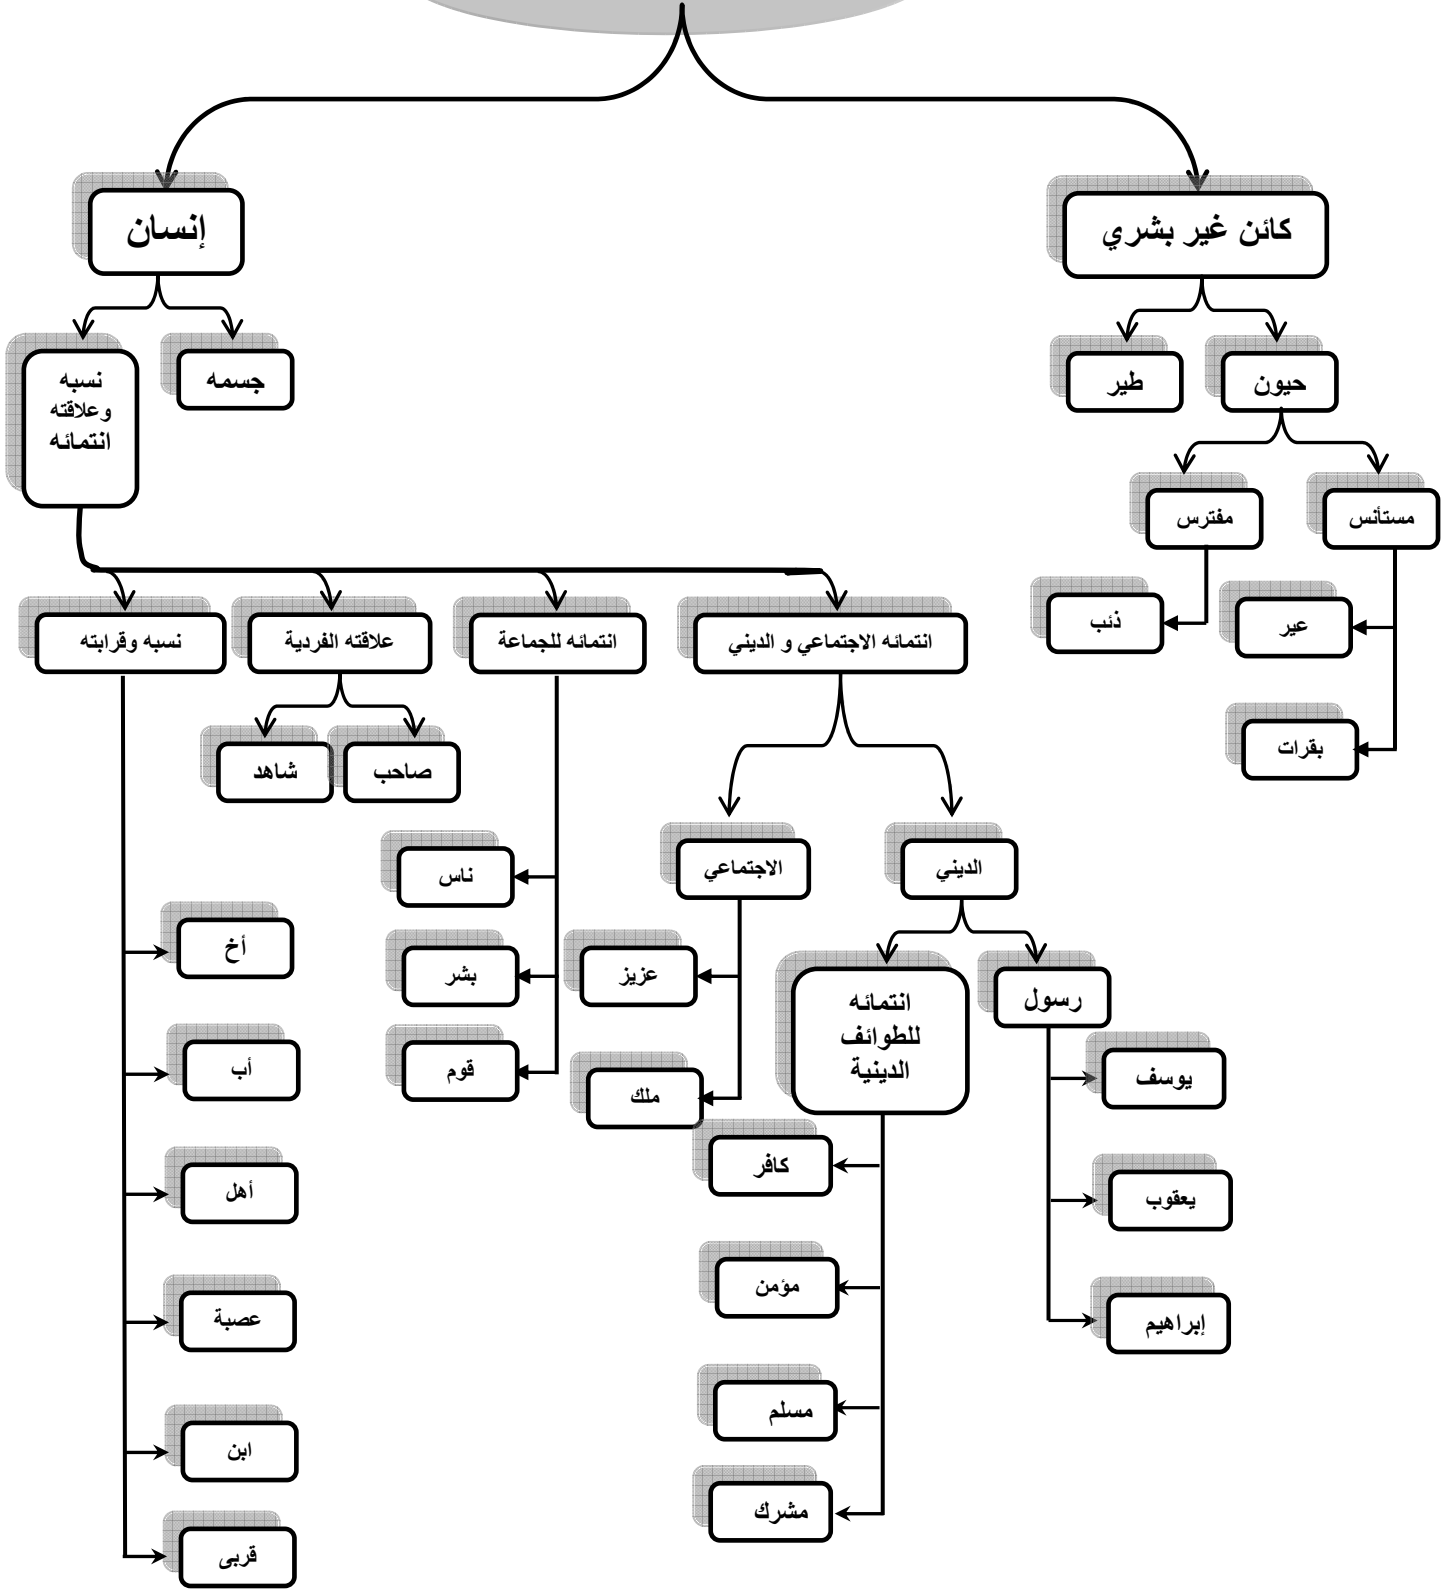 كائن غير بشري
إنسان
طير
حيون
جسمه
نسبه
وعلاقته
انتمائه
مستأنس
مفترس
ذئب
عير
بقرات
انتمائه الاجتماعي و الديني
انتمائه للجماعة
علاقته الفردية
نسبه وقرابته
صاحب
شاهد
الديني
الاجتماعي
ناس
بشر
قوم
عزيز
ملك
رسول
انتمائه
للطوائف
الدينية
يوسف
يعقوب
إبراهيم
كافر
مؤمن
مسلم
مشرك
أخ
أب
أهل
عصبة
ابن
قربى